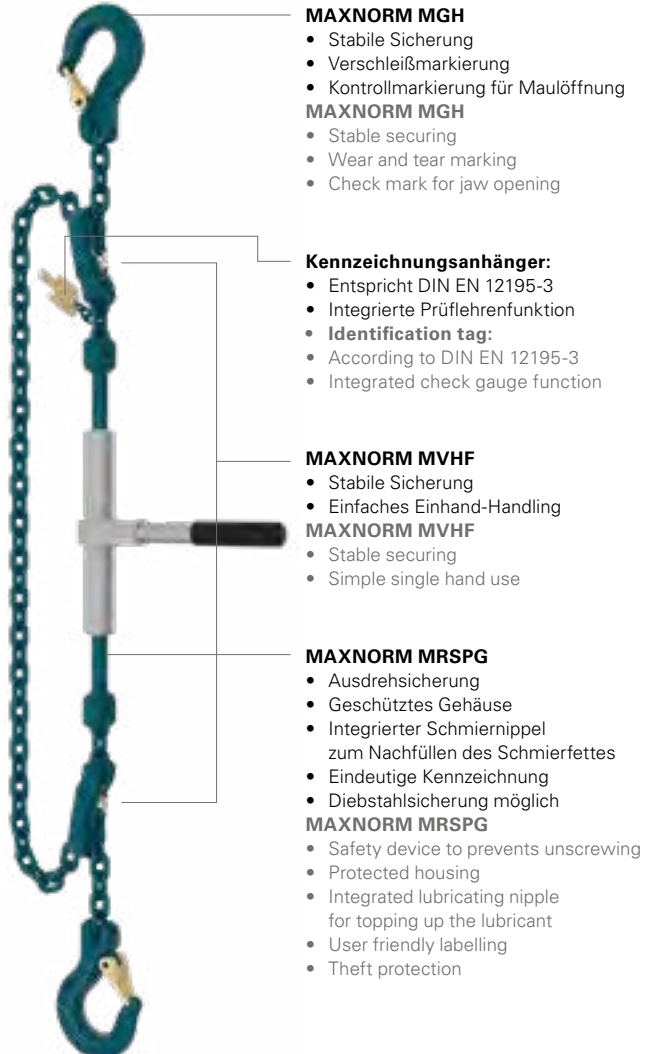 MAXNORM MGH
• Stabile Sicherung
• Verschleißmarkierung
• Kontrollmarkierung für Maulöffnung
MAXNORM MGH
• Stable securing
• Wear and tear marking
• Check mark for jaw opening
Kennzeichnungsanhänger:
• Entspricht DIN EN 12195-3
• Integrierte Prüflehrenfunktion
• Identification tag:
• According to DIN EN 12195-3
• Integrated check gauge function
MAXNORM MVHF
• Stabile Sicherung
• Einfaches Einhand-Handling
MAXNORM MVHF
• Stable securing
• Simple single hand use
MAXNORM MRSPG
• Ausdrehsicherung
• Geschütztes Gehäuse
• Integrierter Schmiernippel
zum Nachfüllen des Schmierfettes
• Eindeutige Kennzeichnung
• Diebstahlsicherung möglich
MAXNORM MRSPG
• Safety device to prevents unscrewing
• Protected housing
• Integrated lubricating nipple
for topping up the lubricant
• User friendly labelling
• Theft protection